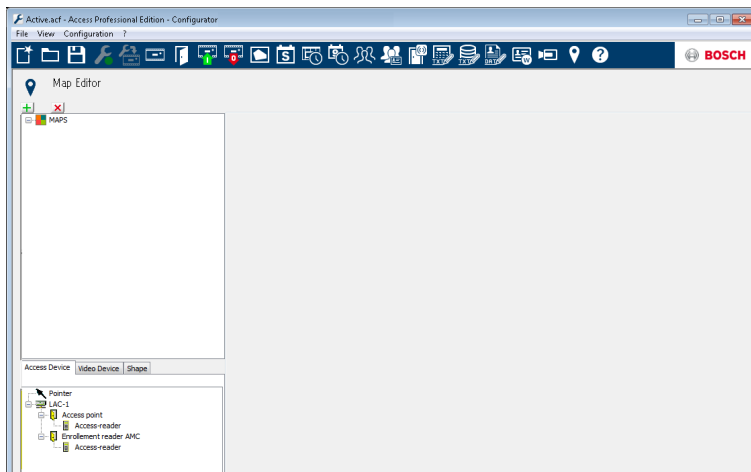 Active.acf - Access Professional Edition - Configurator
File View Configuration ?
BOSCH
Map Editor
MAPS
Access Device Video Device Shape
Pointer
LAC-1
Access point
Access-reader
Enrollement reader AMC
Access-reader